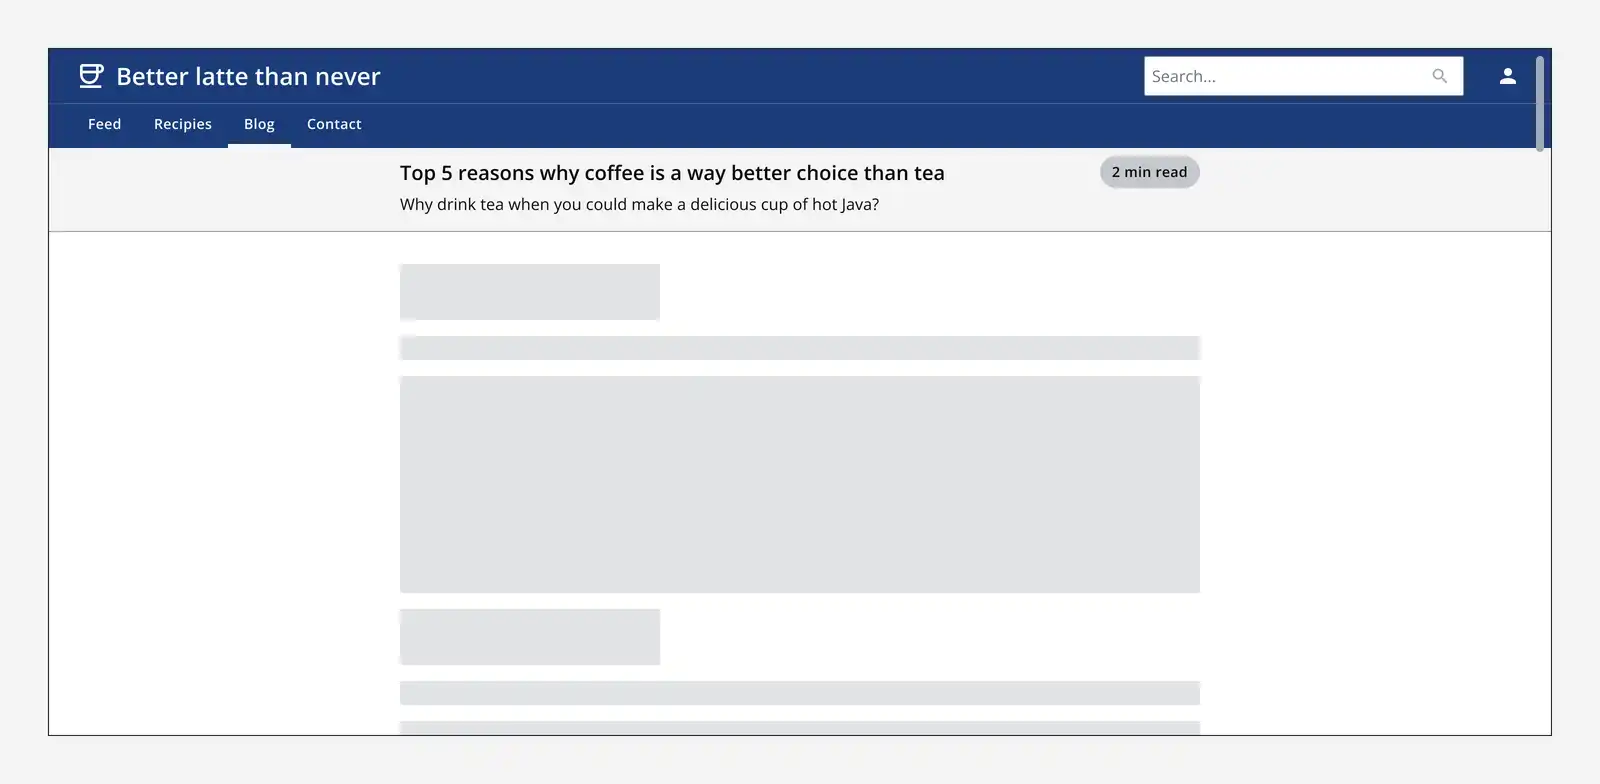 Better latte than never
Search...
Feed Recipies Blog Contact
Top 5 reasons why coffee is a way better choice than tea
2 min read
Why drink tea when you could make a delicious cup of hot Java?